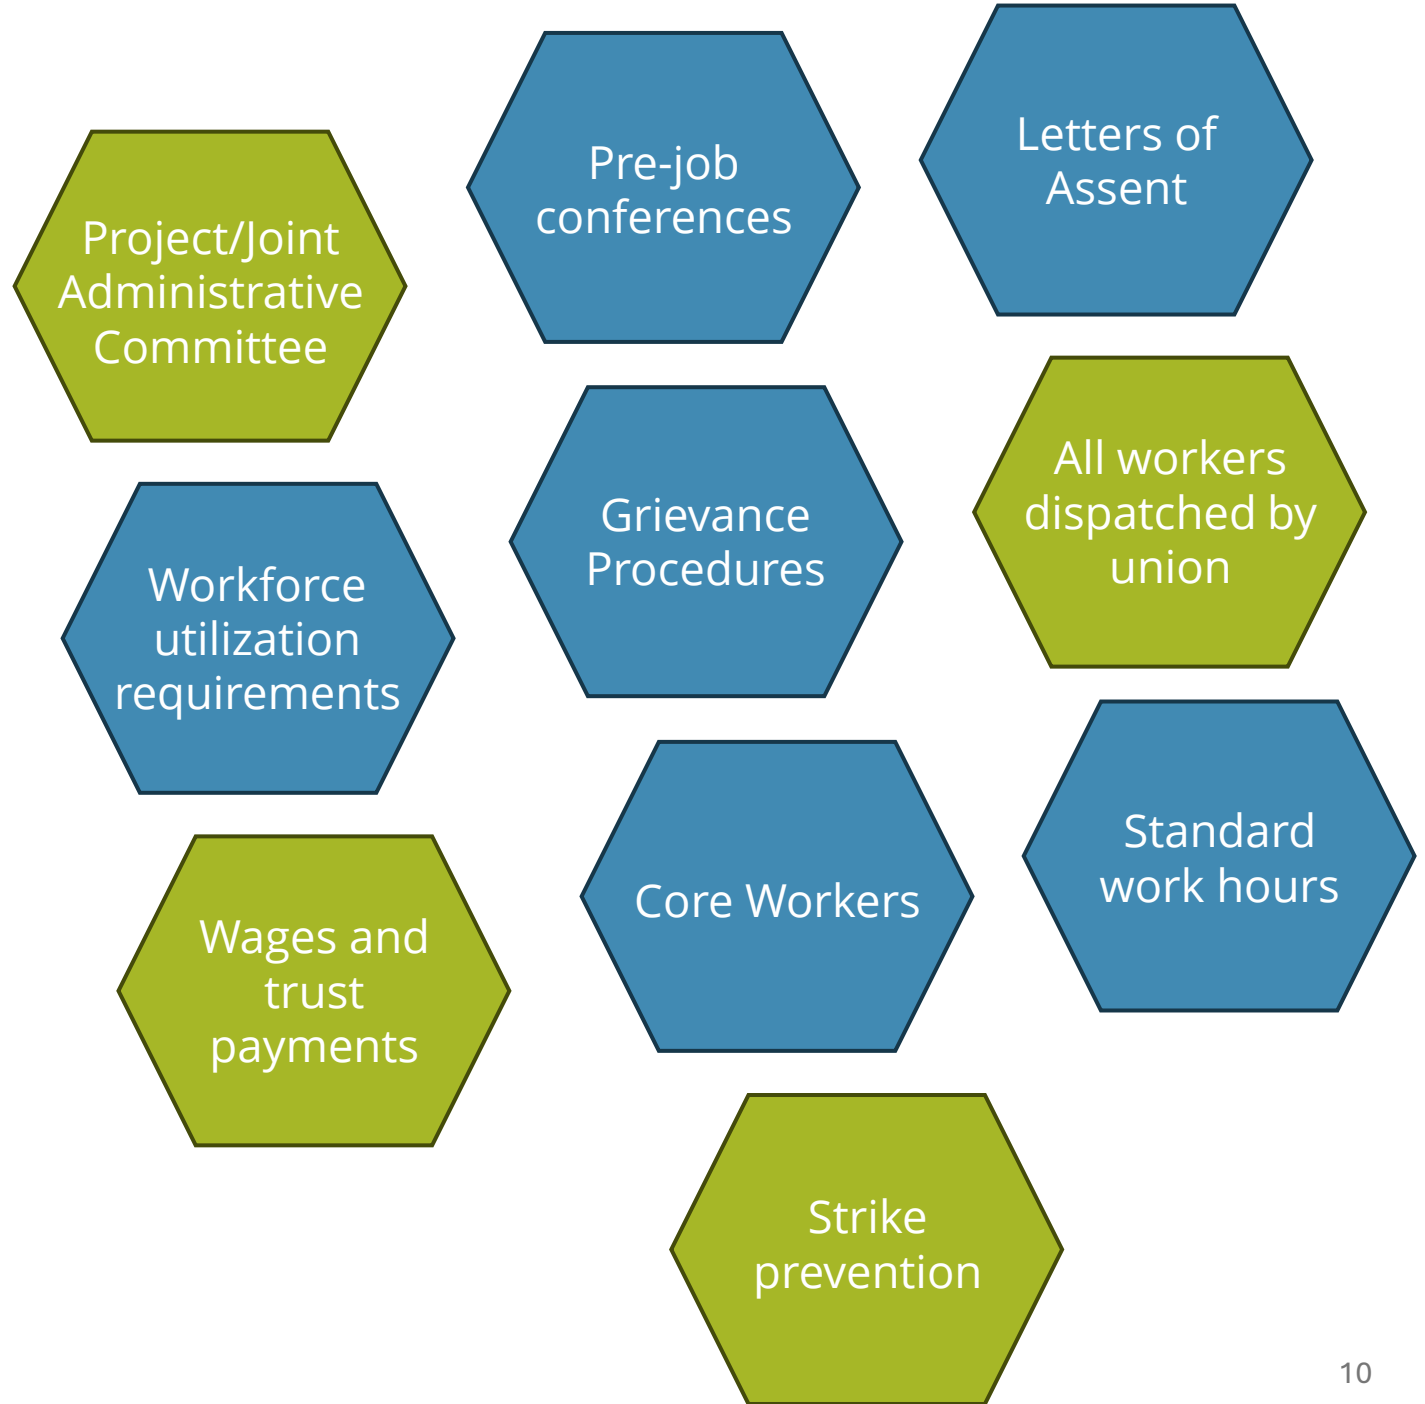 Project/Joint
Administrative
Committee
Pre-job
conferences
Letters of
Assent
Workforce
utilization
requirements
Grievance
Procedures
All workers
dispatched by
union
Wages and
trust
payments
Core Workers
Standard
work hours
Strike
prevention
10